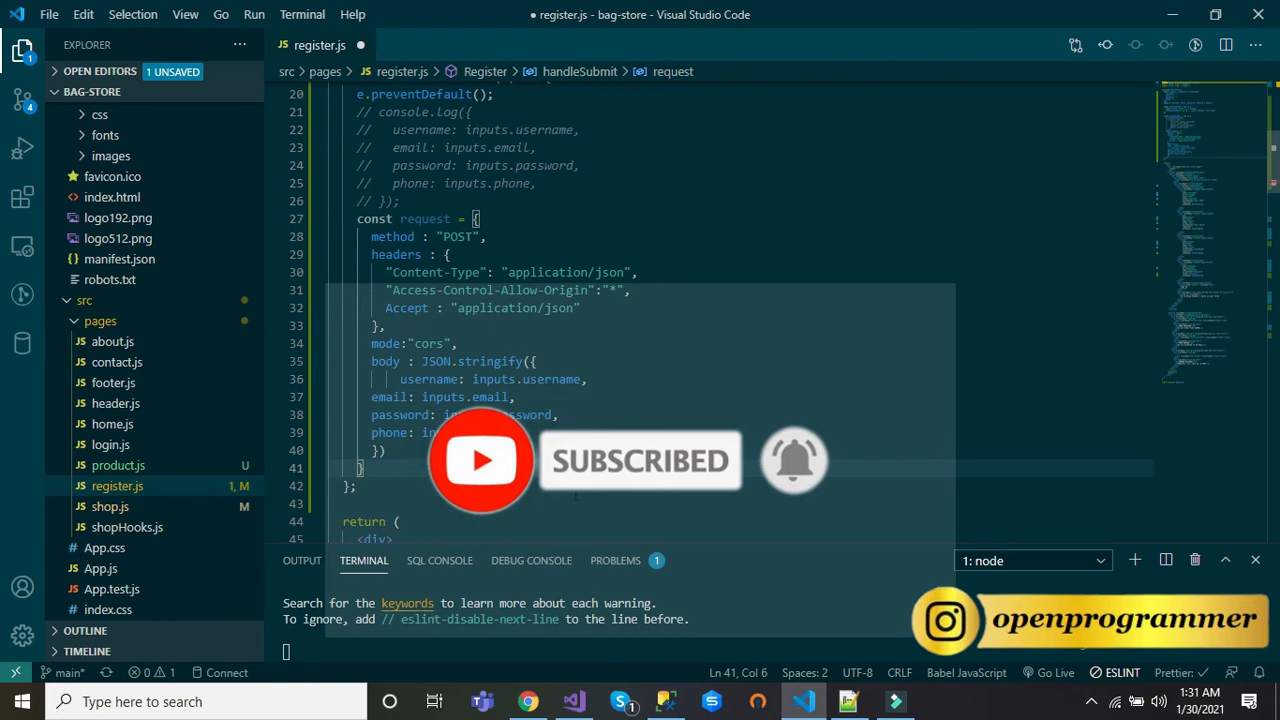 File Edit Selection View Go Run Terminal Help
● register.js - bag-store - Visual Studio Code
EXPLORER
OPEN EDITORS 1 UNSAVED
BAG-STORE
css
fonts
images
favicon.ico
index.html
logo192.png
logo512.png
manifest.json
robots.txt
src
pages
about.js
contact.js
footer.js
header.js
home.js
login.js
product.js U
register.js 1, M
shop.js M
shopHooks.js
App.css
App.js
App.test.js
index.css
OUTLINE
TIMELINE
JS register.js
src > pages > JS register.js > Register > handleSubmit > request
20 e.preventDefault();
21 // console.log({
22 // username: inputs.username,
23 // email: inputs.email,
24 // password: inputs.password,
25 // phone: inputs.phone,
26 // });
27 const request = {
28 method : "POST",
29 headers : {
30 "Content-Type": "application/json",
31 "Access-Control-Allow-Origin":"*",
32 Accept : "application/json"
33 },
34 mode:"cors",
35 body : JSON.stringify({
36 username: inputs.username,
37 email: inputs.email,
38 password:
39 phone:
40 })
41 }
42 };
43
44 return (
45 <div>
SUBSCRIBED
OUTPUT TERMINAL SQL CONSOLE DEBUG CONSOLE PROBLEMS 1
1: node
Search for the keywords to learn more about each warning.
To ignore, add // eslint-disable-next-line to the line before.
openprogrammer
main* 0 1 Connect
Ln 41, Col 6 Spaces: 2 UTF-8 CRLF Babel JavaScript Go Live ESLINT Prettier: ✓
Type here to search
1:31 AM
1/30/2021